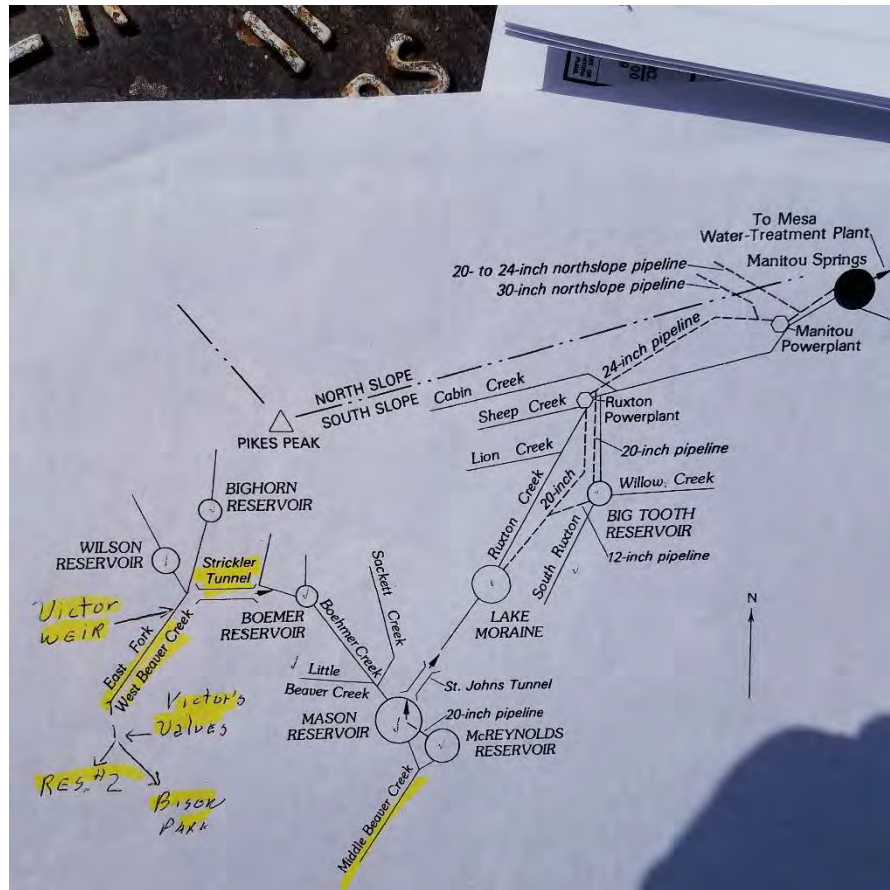 To Mesa
Water-Treatment Plant
Manitou Springs
20- to 24-inch northslope pipeline
30-inch northslope pipeline
24-inch pipeline
Manitou
Powerplant
NORTH SLOPE
SOUTH SLOPE
Cabin Creek
Sheep Creek
Ruxton
Powerplant
PIKES PEAK
Lion Creek
20-inch pipeline
Ruxton Creek
20-inch
Willow Creek
BIGHORN
RESERVOIR
BIG TOOTH
RESERVOIR
WILSON
RESERVOIR
South Ruxton
12-inch pipeline
Strickler
Tunnel
Sackett Creek
BOEMER
RESERVOIR
Boehmer Creek
LAKE
MORAINE
N
Victor
WEIR
East Fork
West Beaver Creek
Little
Beaver Creek
St. Johns Tunnel
Victor's
Valves
MASON
RESERVOIR
20-inch pipeline
McREYNOLDS
RESERVOIR
RES. #2
Bison
PARK
Middle Beaver Creek